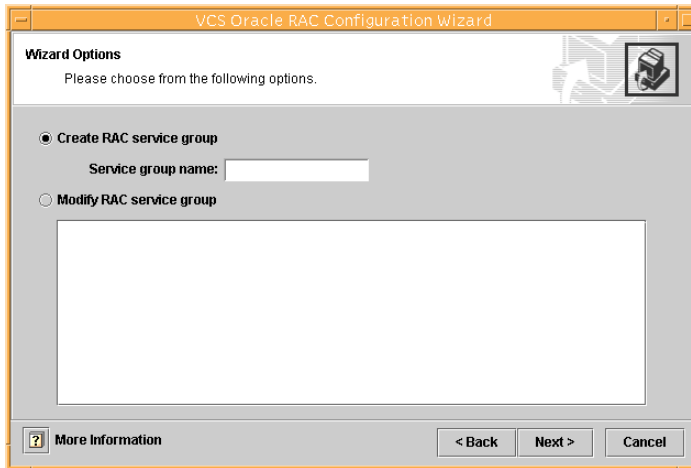 VCS Oracle RAC Configuration Wizard
Wizard Options
Please choose from the following options.
Create RAC service group
Service group name:
Modify RAC service group
? More Information < Back Next > Cancel